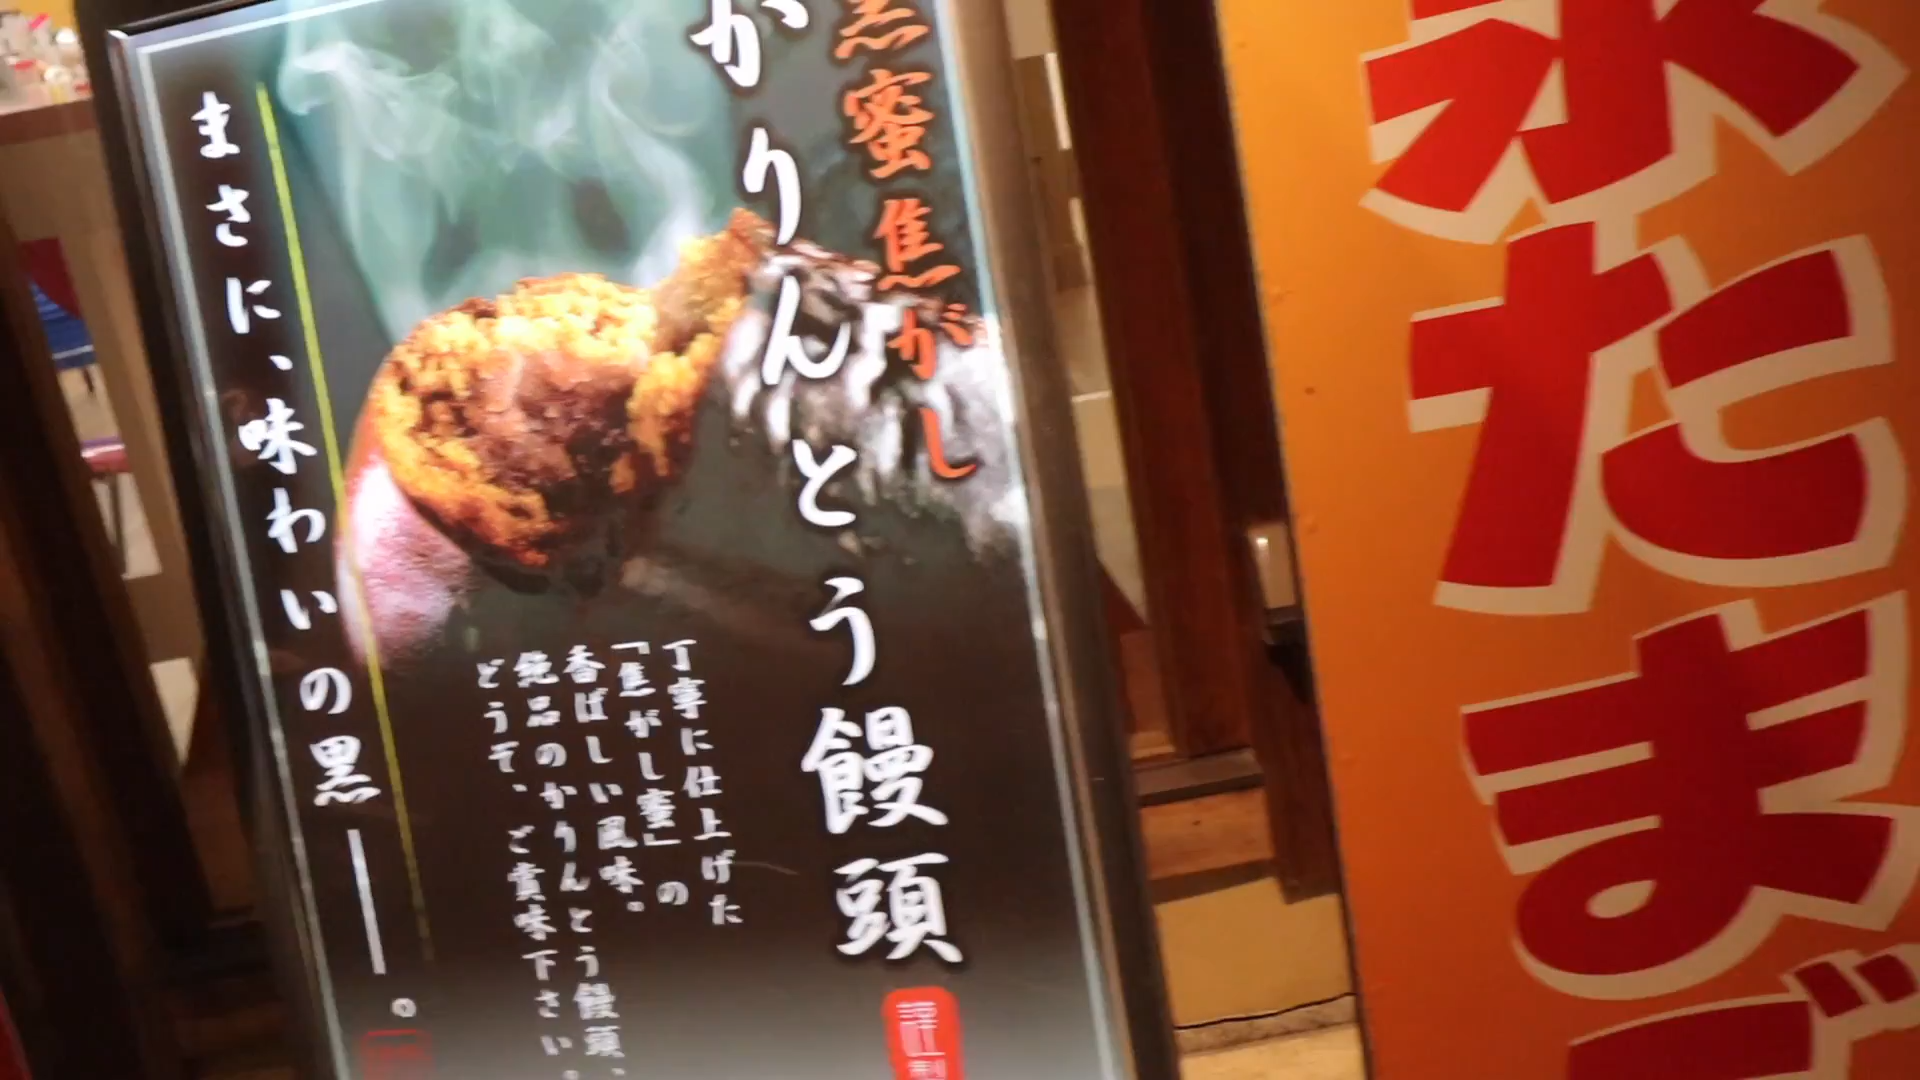 黒蜜焦がし
かりんとう饅頭
丁寧に仕上げた
「焦がし蜜」の
香ばしい風味。
絶品のかりんとう饅頭、
どうぞ、ご賞味下さい。
まさに、味わいの黒──。
たまご